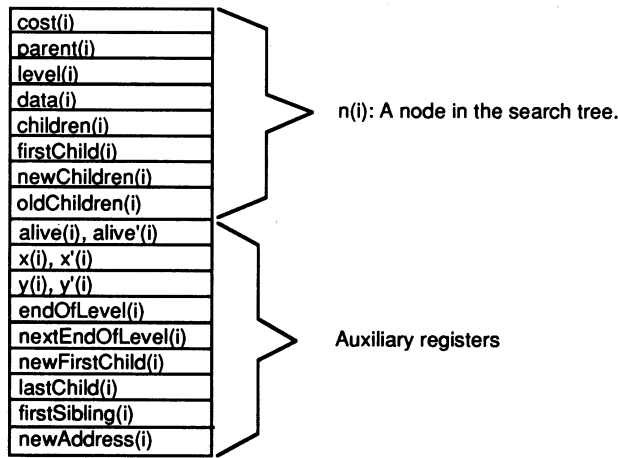 cost(i)
parent(i)
level(i)
data(i)
children(i)
firstChild(i)
newChildren(i)
oldChildren(i)
n(i): A node in the search tree.
alive(i), alive'(i)
x(i), x'(i)
y(i), y'(i)
endOfLevel(i)
nextEndOfLevel(i)
newFirstChild(i)
lastChild(i)
firstSibling(i)
newAddress(i)
Auxiliary registers